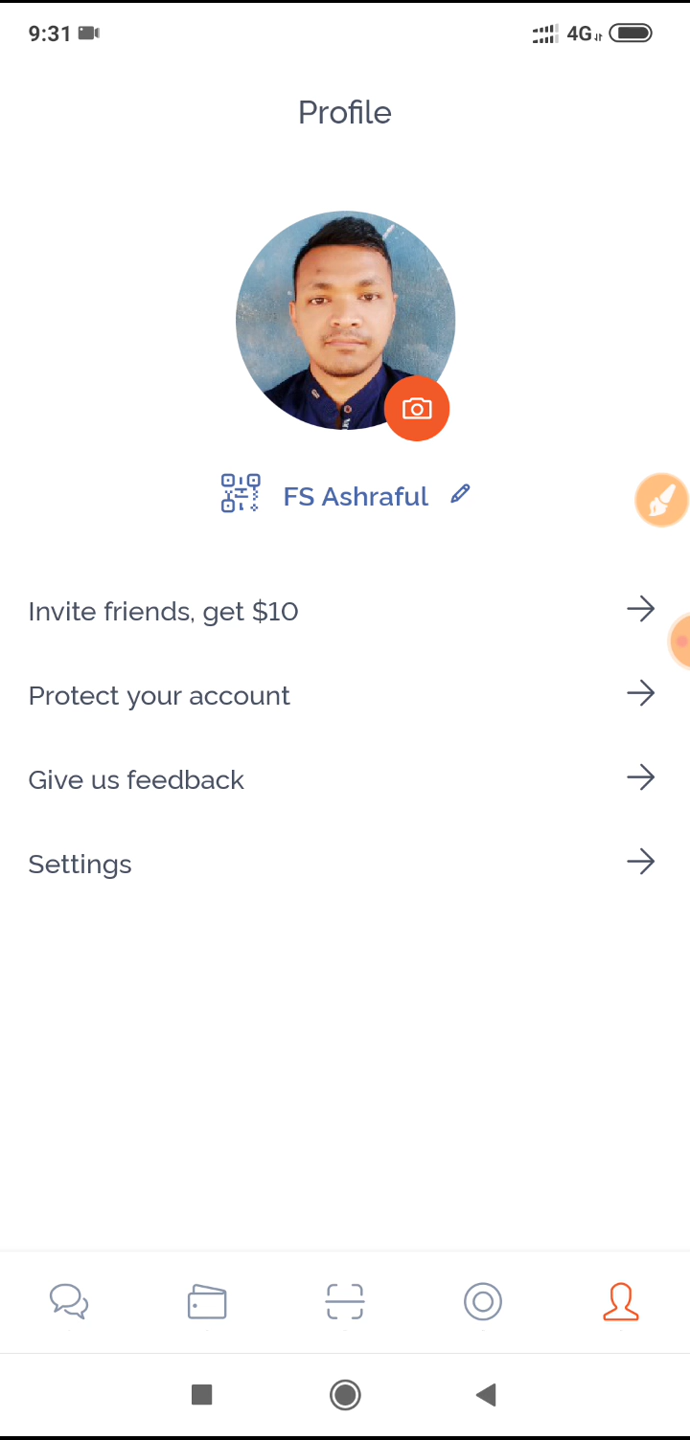 9:31
4G
Profile
FS Ashraful
Invite friends, get $10
Protect your account
Give us feedback
Settings